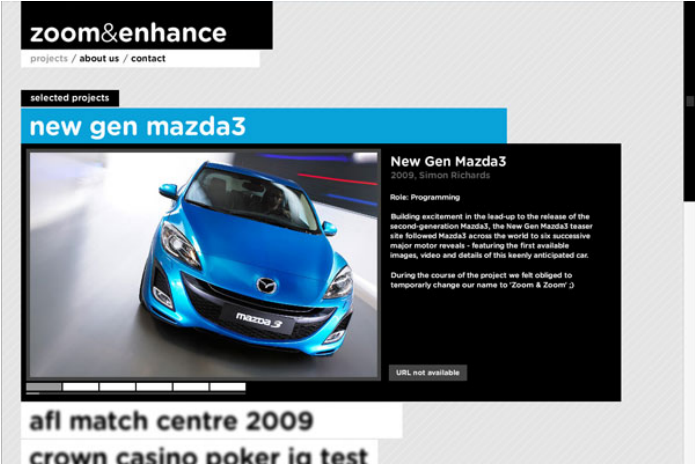 zoom&enhance
projects / about us / contact
selected projects
new gen mazda3
New Gen Mazda3
2009, Simon Richards
Role: Programming
Building excitement in the lead-up to the release of the
second-generation Mazda3, the New Gen Mazda3 teaser
site followed Mazda3 across the world to six successive
major motor reveals - featuring the first available
images, video and details of this keenly anticipated car.
During the course of the project we felt obliged to
temporarly change our name to 'Zoom & Zoom' ;)
mazda 3
URL not available
afl match centre 2009
crown casino poker iq test